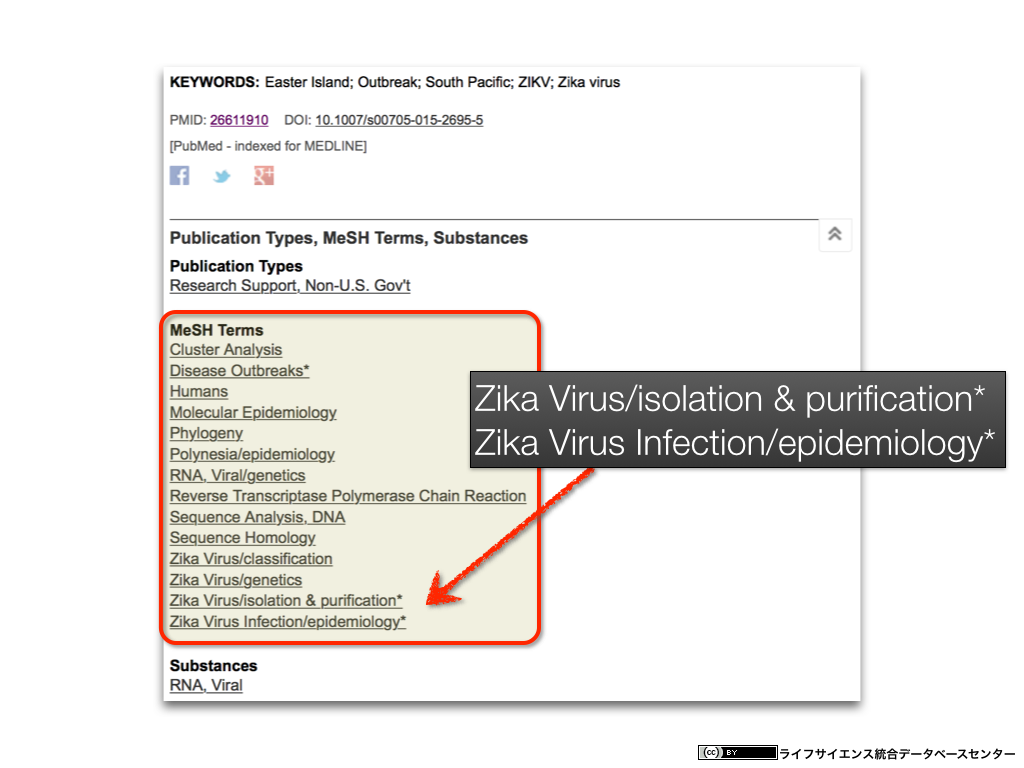 KEYWORDS: Easter Island; Outbreak; South Pacific; ZIKV; Zika virus
PMID: 26611910 DOI: 10.1007/s00705-015-2695-5
[PubMed - indexed for MEDLINE]
Publication Types, MeSH Terms, Substances
Publication Types
Research Support, Non-U.S. Gov't
MeSH Terms
Cluster Analysis
Disease Outbreaks*
Humans
Molecular Epidemiology
Phylogeny
Polynesia/epidemiology
RNA, Viral/genetics
Reverse Transcriptase Polymerase Chain Reaction
Sequence Analysis, DNA
Sequence Homology
Zika Virus/classification
Zika Virus/genetics
Zika Virus/isolation & purification*
Zika Virus Infection/epidemiology*
Zika Virus/isolation & purification*
Zika Virus Infection/epidemiology*
Substances
RNA, Viral
(cc) BY ライフサイエンス統合データベースセンター